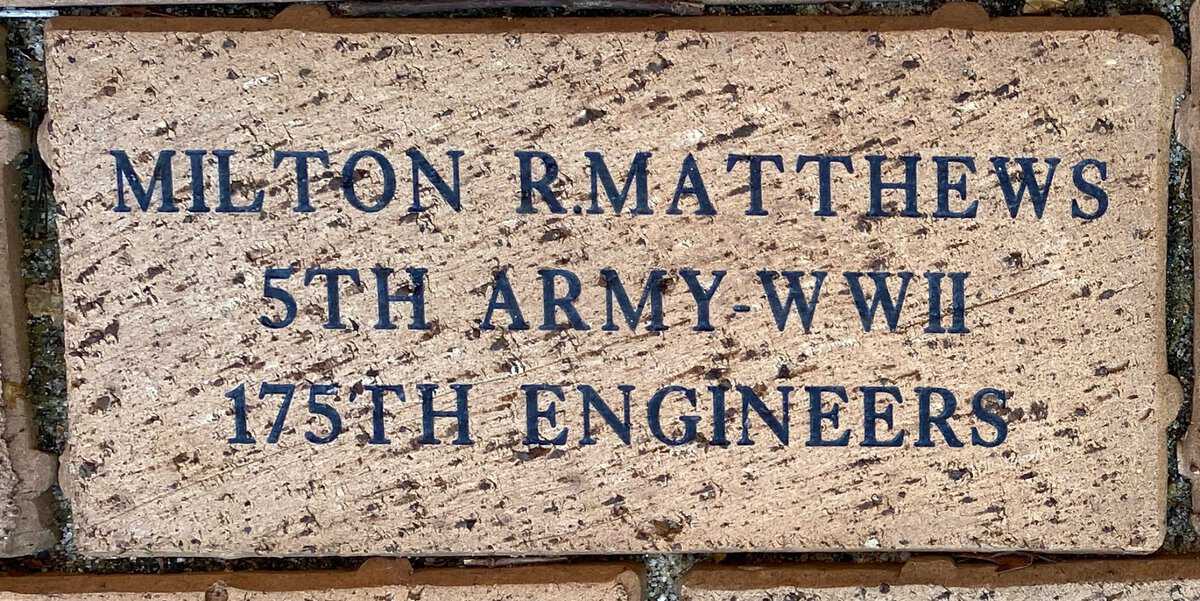 MILTON R.MATTHEWS
5TH ARMY-WWII
175TH ENGINEERS